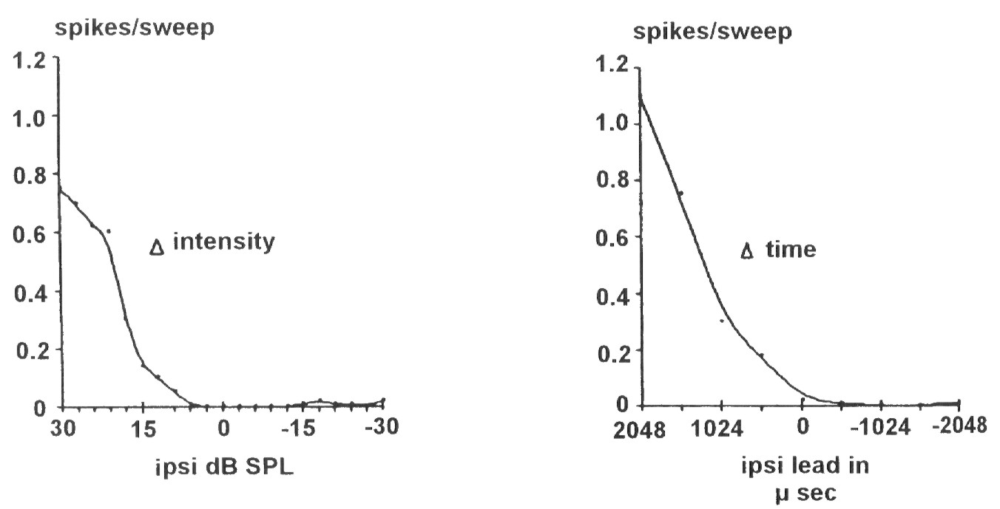 spikes/sweep
1.2
1.0
0.8
0.6
0.4
0.2
0
Δ intensity
30 15 0 -15 -30
ipsi dB SPL
spikes/sweep
1.2
1.0
0.8
0.6
0.4
0.2
0
Δ time
2048 1024 0 -1024 -2048
ipsi lead in
μ sec